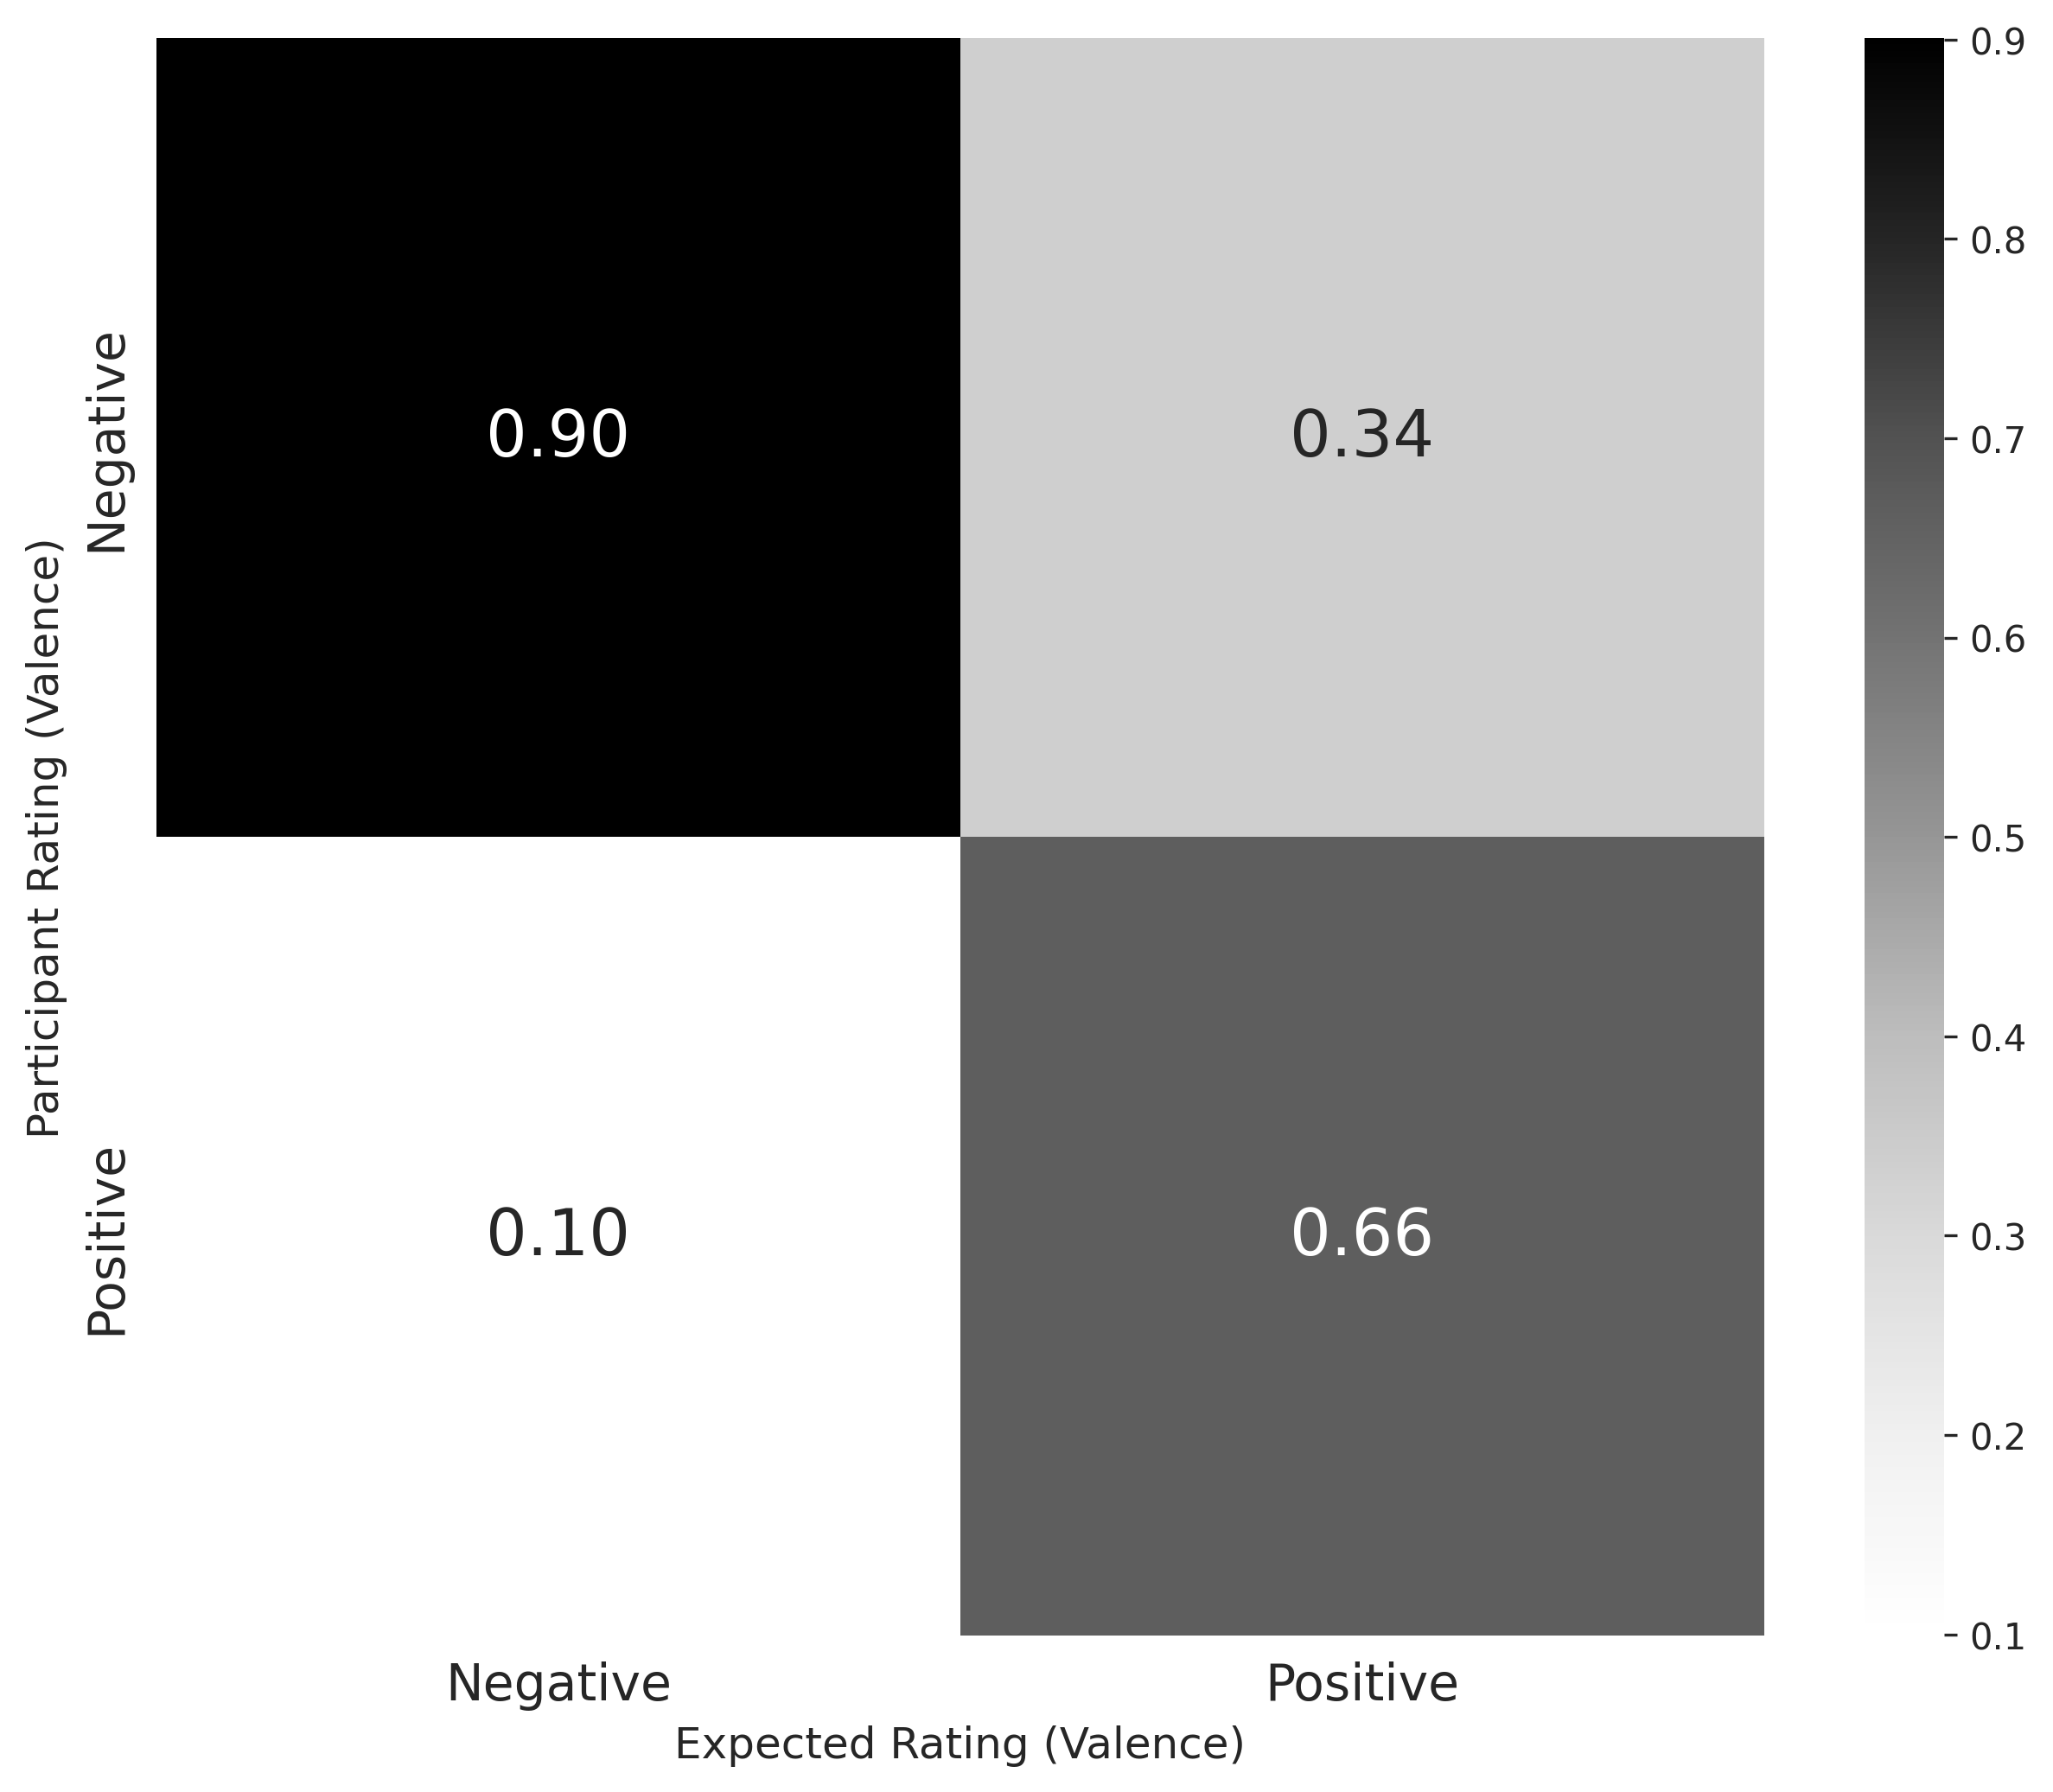 Participant Rating (Valence)
Negative
Positive
0.90
0.34
0.10
0.66
Negative
Positive
Expected Rating (Valence)
0.9
0.8
0.7
0.6
0.5
0.4
0.3
0.2
0.1